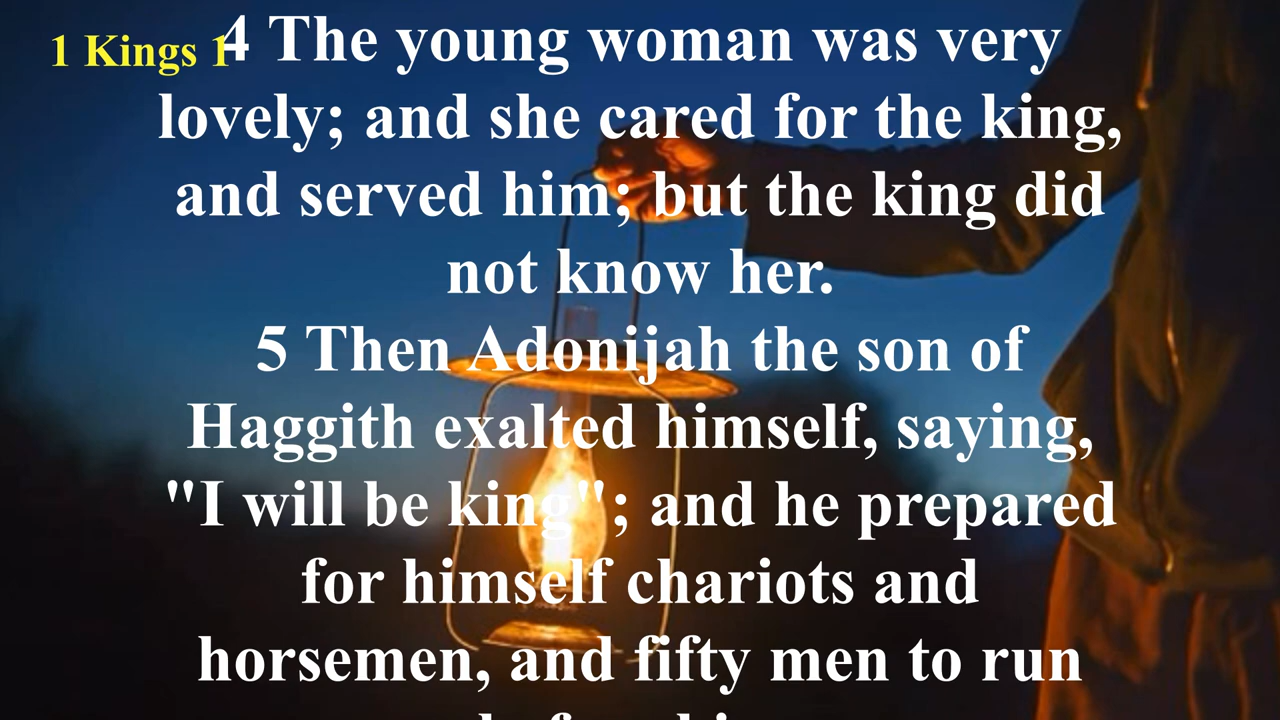 1 Kings 1
4 The young woman was very
lovely; and she cared for the king,
and served him; but the king did
not know her.
5 Then Adonijah the son of
Haggith exalted himself, saying,
"I will be king"; and he prepared
for himself chariots and
horsemen, and fifty men to run